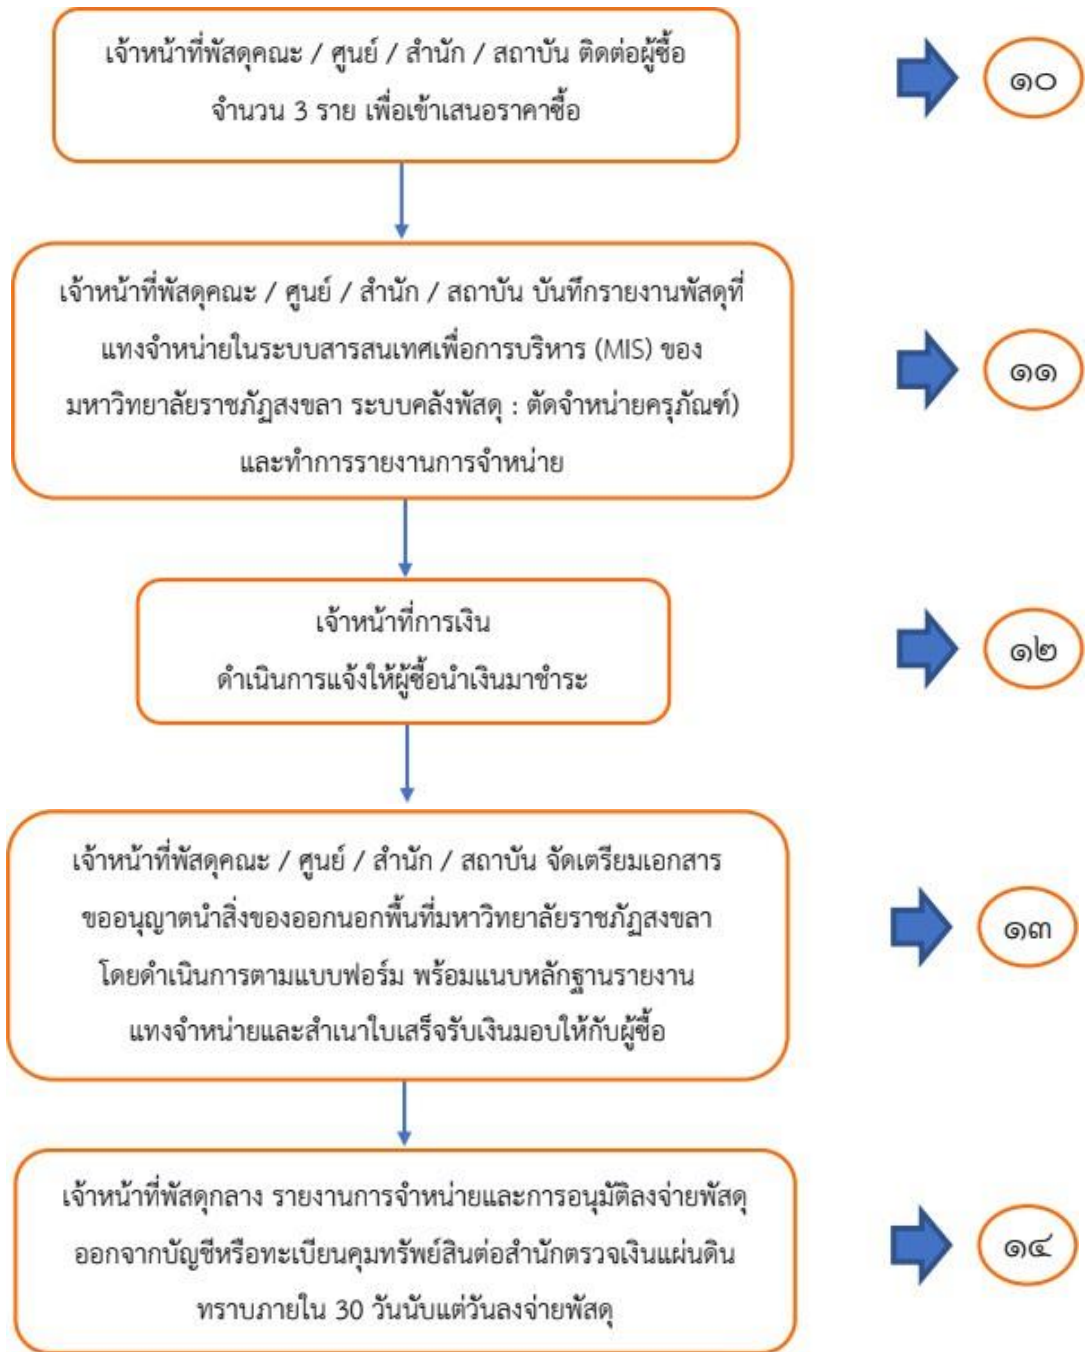 เจ้าหน้าที่พัสดุคณะ / ศูนย์ / สำนัก / สถาบัน ติดต่อผู้ซื้อ
จำนวน 3 ราย เพื่อเข้าเสนอราคาซื้อ
๑๐
เจ้าหน้าที่พัสดุคณะ / ศูนย์ / สำนัก / สถาบัน บันทึกรายงานพัสดุที่
แทงจำหน่ายในระบบสารสนเทศเพื่อการบริหาร (MIS) ของ
มหาวิทยาลัยราชภัฏสงขลา ระบบคลังพัสดุ : ตัดจำหน่ายครุภัณฑ์)
และทำการรายงานการจำหน่าย
๑๑
เจ้าหน้าที่การเงิน
ดำเนินการแจ้งให้ผู้ซื้อนำเงินมาชำระ
๑๒
เจ้าหน้าที่พัสดุคณะ / ศูนย์ / สำนัก / สถาบัน จัดเตรียมเอกสาร
ขออนุญาตนำสิ่งของออกนอกพื้นที่มหาวิทยาลัยราชภัฏสงขลา
โดยดำเนินการตามแบบฟอร์ม พร้อมแนบหลักฐานรายงาน
แทงจำหน่ายและสำเนาใบเสร็จรับเงินมอบให้กับผู้ซื้อ
๑๓
เจ้าหน้าที่พัสดุกลาง รายงานการจำหน่ายและการอนุมัติลงจ่ายพัสดุ
ออกจากบัญชีหรือทะเบียนคุมทรัพย์สินต่อสำนักตรวจเงินแผ่นดิน
ทราบภายใน 30 วันนับแต่วันลงจ่ายพัสดุ
๑๔